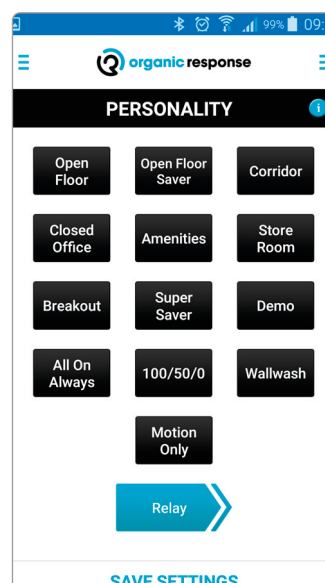 99% 09:
organic response
PERSONALITY
i
Open Floor
Open Floor Saver
Corridor
Closed Office
Amenities
Store Room
Breakout
Super Saver
Demo
All On Always
100/50/0
Wallwash
Motion Only
Relay
SAVE SETTINGS